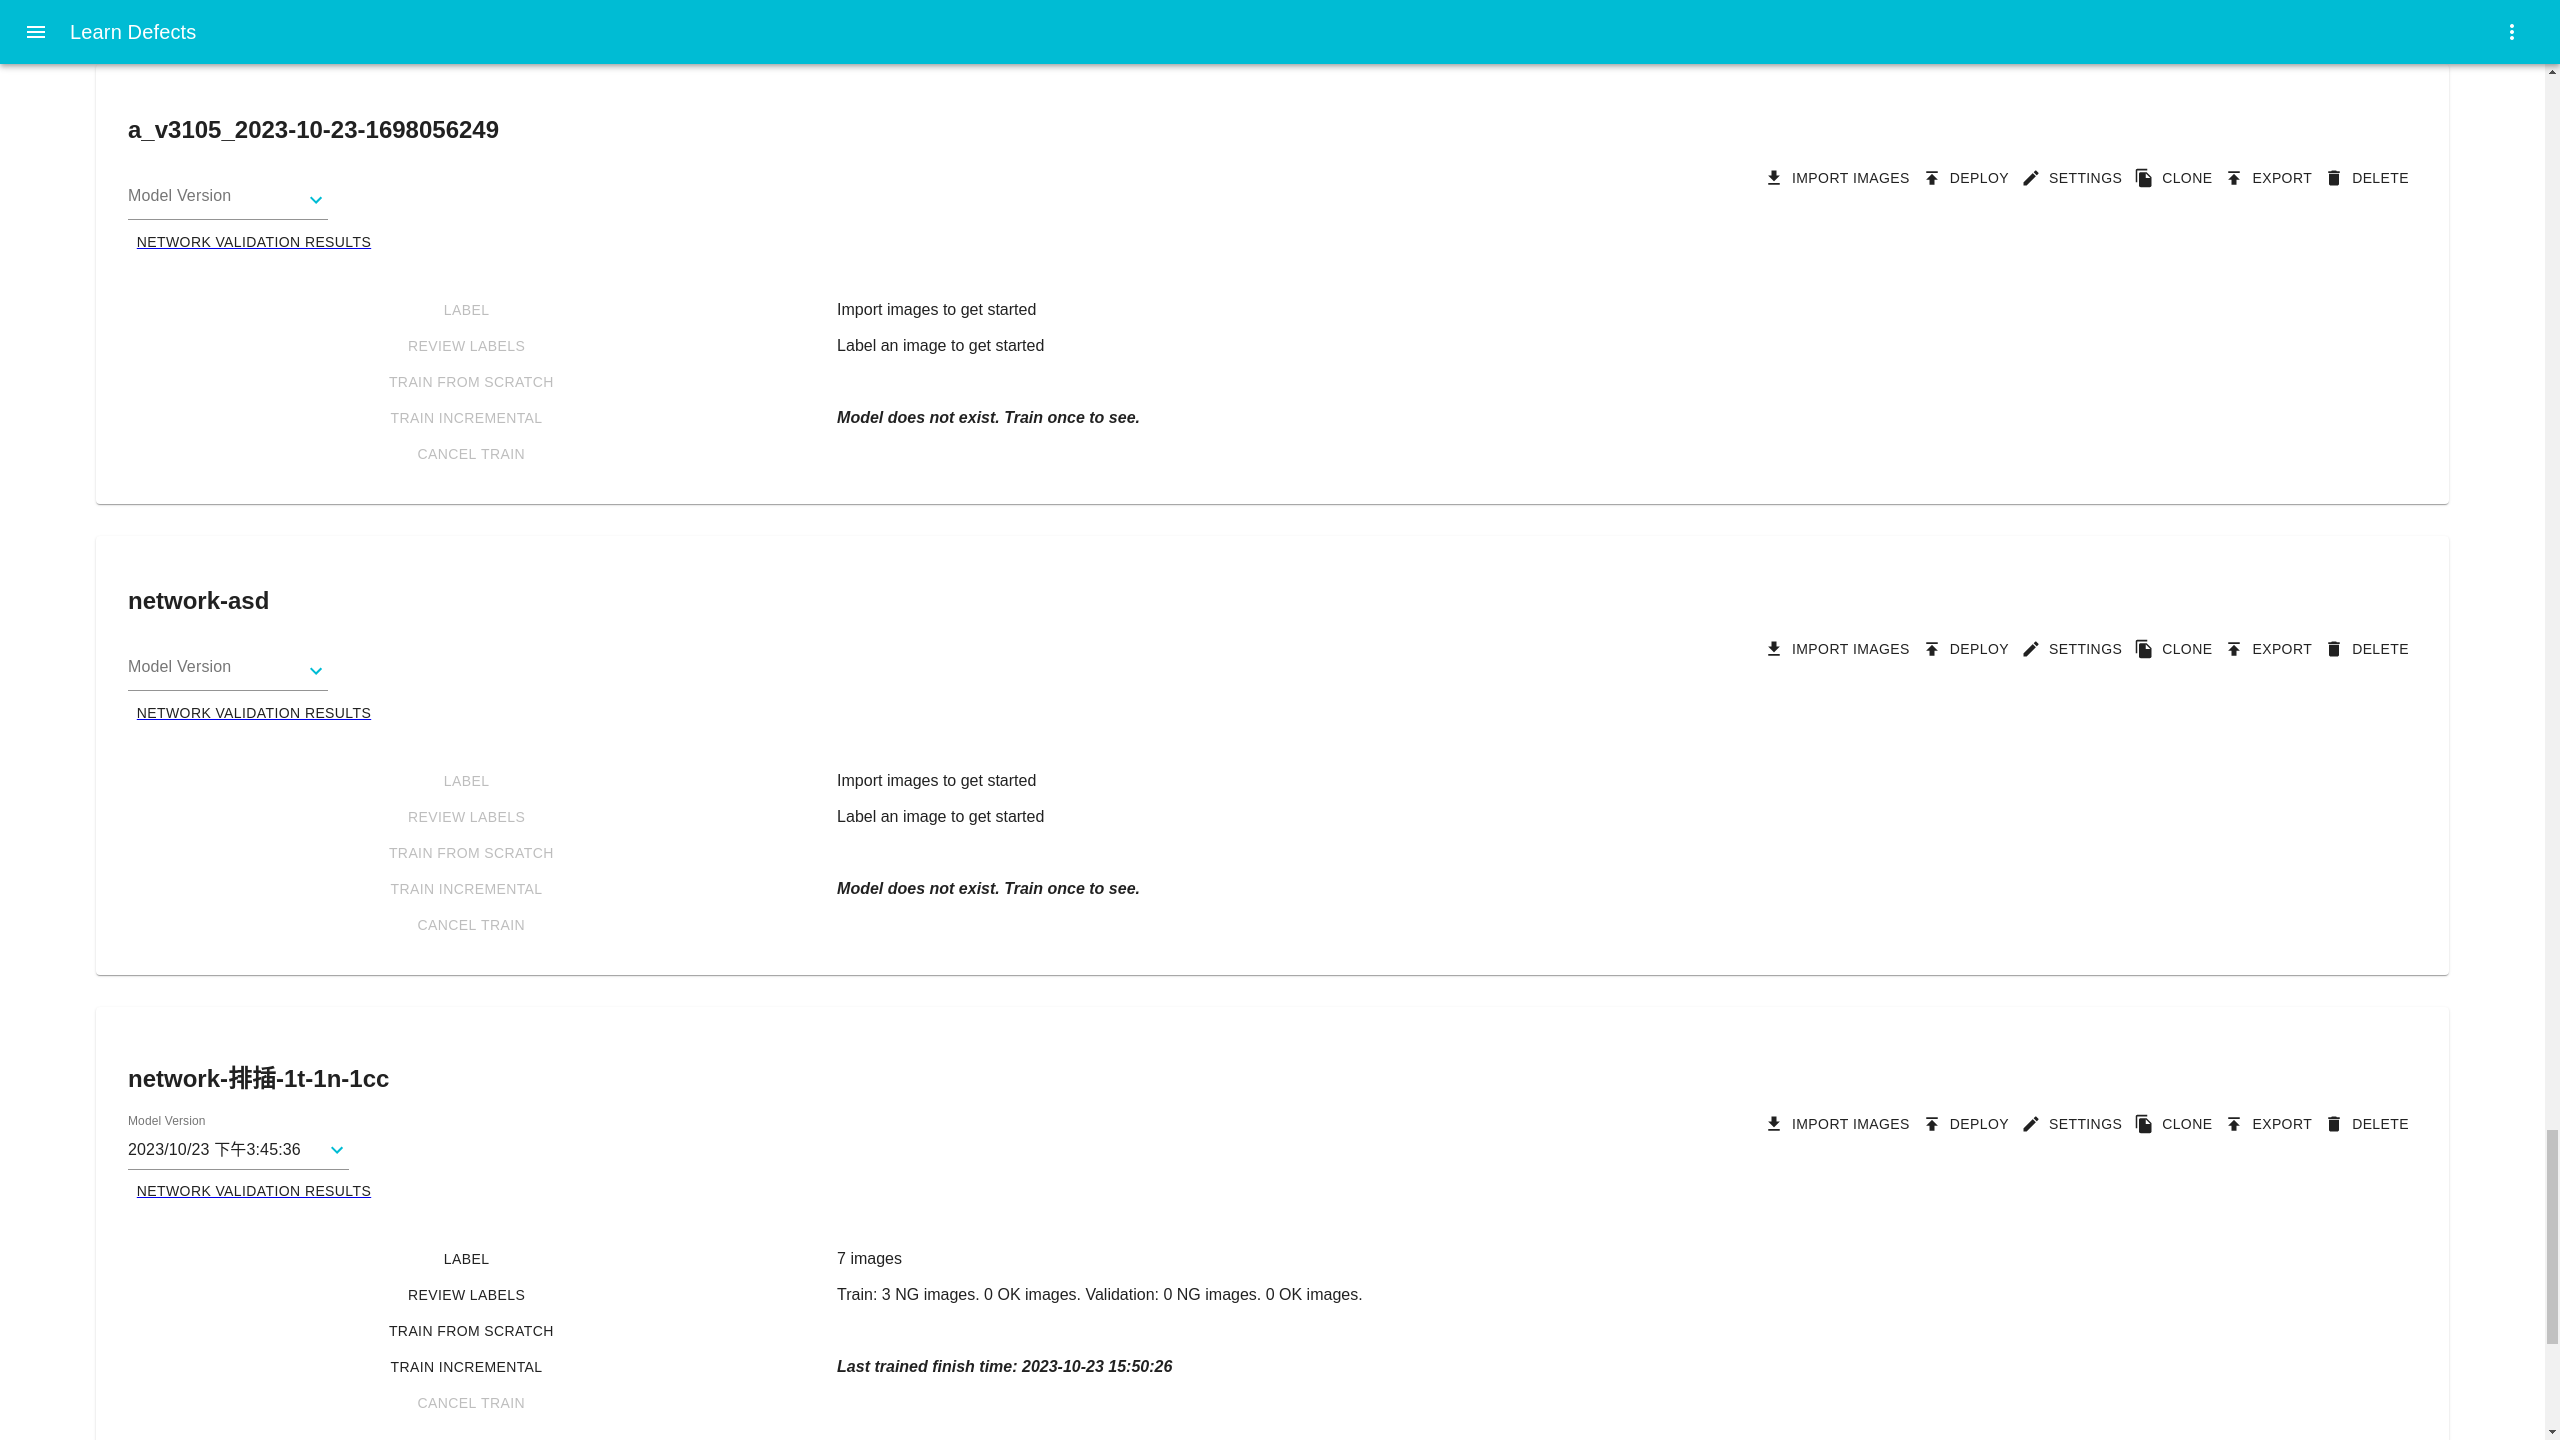 Learn Defects
a_v3105_2023-10-23-1698056249
IMPORT IMAGES DEPLOY SETTINGS CLONE EXPORT DELETE
Model Version
NETWORK VALIDATION RESULTS
LABEL Import images to get started
REVIEW LABELS Label an image to get started
TRAIN FROM SCRATCH
TRAIN INCREMENTAL Model does not exist. Train once to see.
CANCEL TRAIN
network-asd
IMPORT IMAGES DEPLOY SETTINGS CLONE EXPORT DELETE
Model Version
NETWORK VALIDATION RESULTS
LABEL Import images to get started
REVIEW LABELS Label an image to get started
TRAIN FROM SCRATCH
TRAIN INCREMENTAL Model does not exist. Train once to see.
CANCEL TRAIN
network-排插-1t-1n-1cc
Model Version
IMPORT IMAGES DEPLOY SETTINGS CLONE EXPORT DELETE
2023/10/23 下午3:45:36
NETWORK VALIDATION RESULTS
LABEL 7 images
REVIEW LABELS Train: 3 NG images. 0 OK images. Validation: 0 NG images. 0 OK images.
TRAIN FROM SCRATCH
TRAIN INCREMENTAL Last trained finish time: 2023-10-23 15:50:26
CANCEL TRAIN